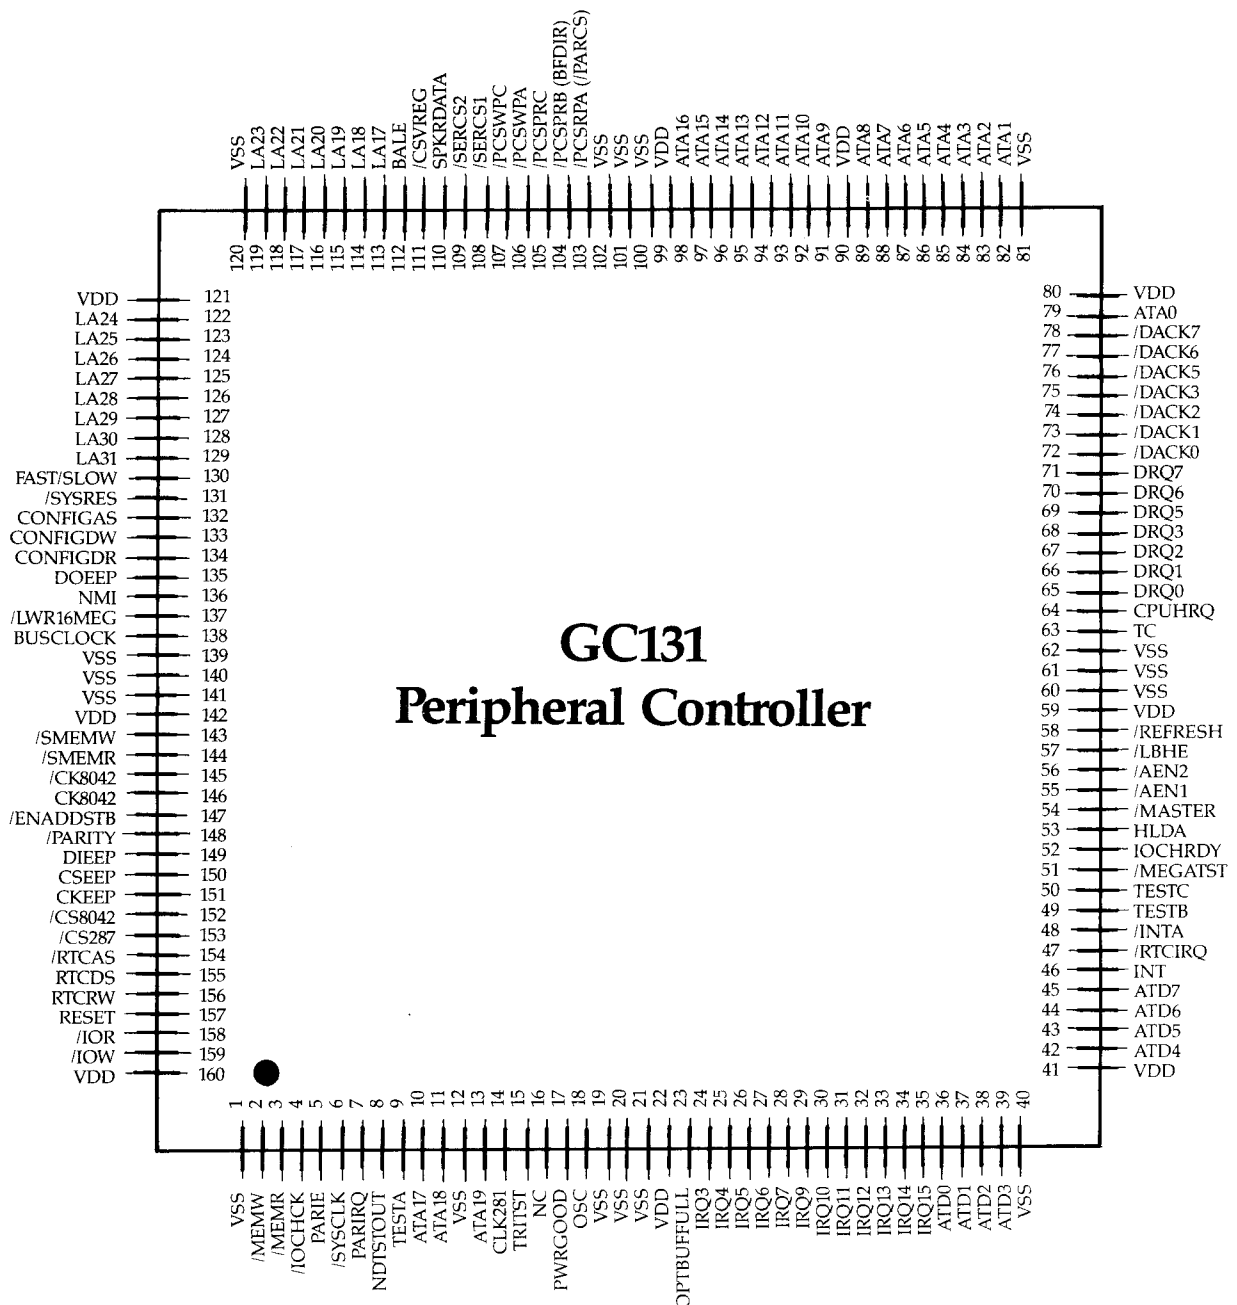 VSS
LA23
LA22
LA21
LA20
LA19
LA18
LA17
BALE
/CSVREG
SPKRDATA
/SERCS2
/SERCS1
/PCSWPC
/PCSWPA
/PCSPRC
/PCSPRB (BFDIR)
/PCSRPA (/PARCS)
VSS
VSS
VSS
VDD
ATA16
ATA15
ATA14
ATA13
ATA12
ATA11
ATA10
ATA9
VDD
ATA8
ATA7
ATA6
ATA5
ATA4
ATA3
ATA2
ATA1
VSS
120 119 118 117 116 115 114 113 112 111 110 109 108 107 106 105 104 103 102 101 100 99 98 97 96 95 94 93 92 91 90 89 88 87 86 85 84 83 82 81
VDD 121
LA24 122
LA25 123
LA26 124
LA27 125
LA28 126
LA29 127
LA30 128
LA31 129
FAST/SLOW 130
/SYSRES 131
CONFIGAS 132
CONFIGDW 133
CONFIGDR 134
DOEEP 135
NMI 136
/LWR16MEG 137
BUSCLOCK 138
VSS 139
VSS 140
VSS 141
VDD 142
/SMEMW 143
/SMEMR 144
/CK8042 145
CK8042 146
/ENADDSTB 147
/PARITY 148
DIEEP 149
CSEEP 150
CKEEP 151
/CS8042 152
/CS287 153
/RTCAS 154
RTCDS 155
RTCRW 156
RESET 157
/IOR 158
/IOW 159
VDD 160
GC131
Peripheral Controller
80 VDD
79 ATA0
78 /DACK7
77 /DACK6
76 /DACK5
75 /DACK3
74 /DACK2
73 /DACK1
72 /DACK0
71 DRQ7
70 DRQ6
69 DRQ5
68 DRQ3
67 DRQ2
66 DRQ1
65 DRQ0
64 CPUHRQ
63 TC
62 VSS
61 VSS
60 VSS
59 VDD
58 /REFRESH
57 /LBHE
56 /AEN2
55 /AEN1
54 /MASTER
53 HLDA
52 IOCHRDY
51 /MEGATST
50 TESTC
49 TESTB
48 /INTA
47 /RTCIRQ
46 INT
45 ATD7
44 ATD6
43 ATD5
42 ATD4
41 VDD
1 2 3 4 5 6 7 8 9 10 11 12 13 14 15 16 17 18 19 20 21 22 23 24 25 26 27 28 29 30 31 32 33 34 35 36 37 38 39 40
VSS
/MEMW
/MEMR
/IOCHCK
PARIE
/SYSCLK
PARIRQ
NDTSTOUT
TESTA
ATA17
ATA18
VSS
ATA19
CLK281
TRITST
NC
PWRGOOD
OSC
VSS
VSS
VSS
VDD
OPTBUFFULL
IRQ3
IRQ4
IRQ5
IRQ6
IRQ7
IRQ9
IRQ10
IRQ11
IRQ12
IRQ13
IRQ14
IRQ15
ATD0
ATD1
ATD2
ATD3
VSS